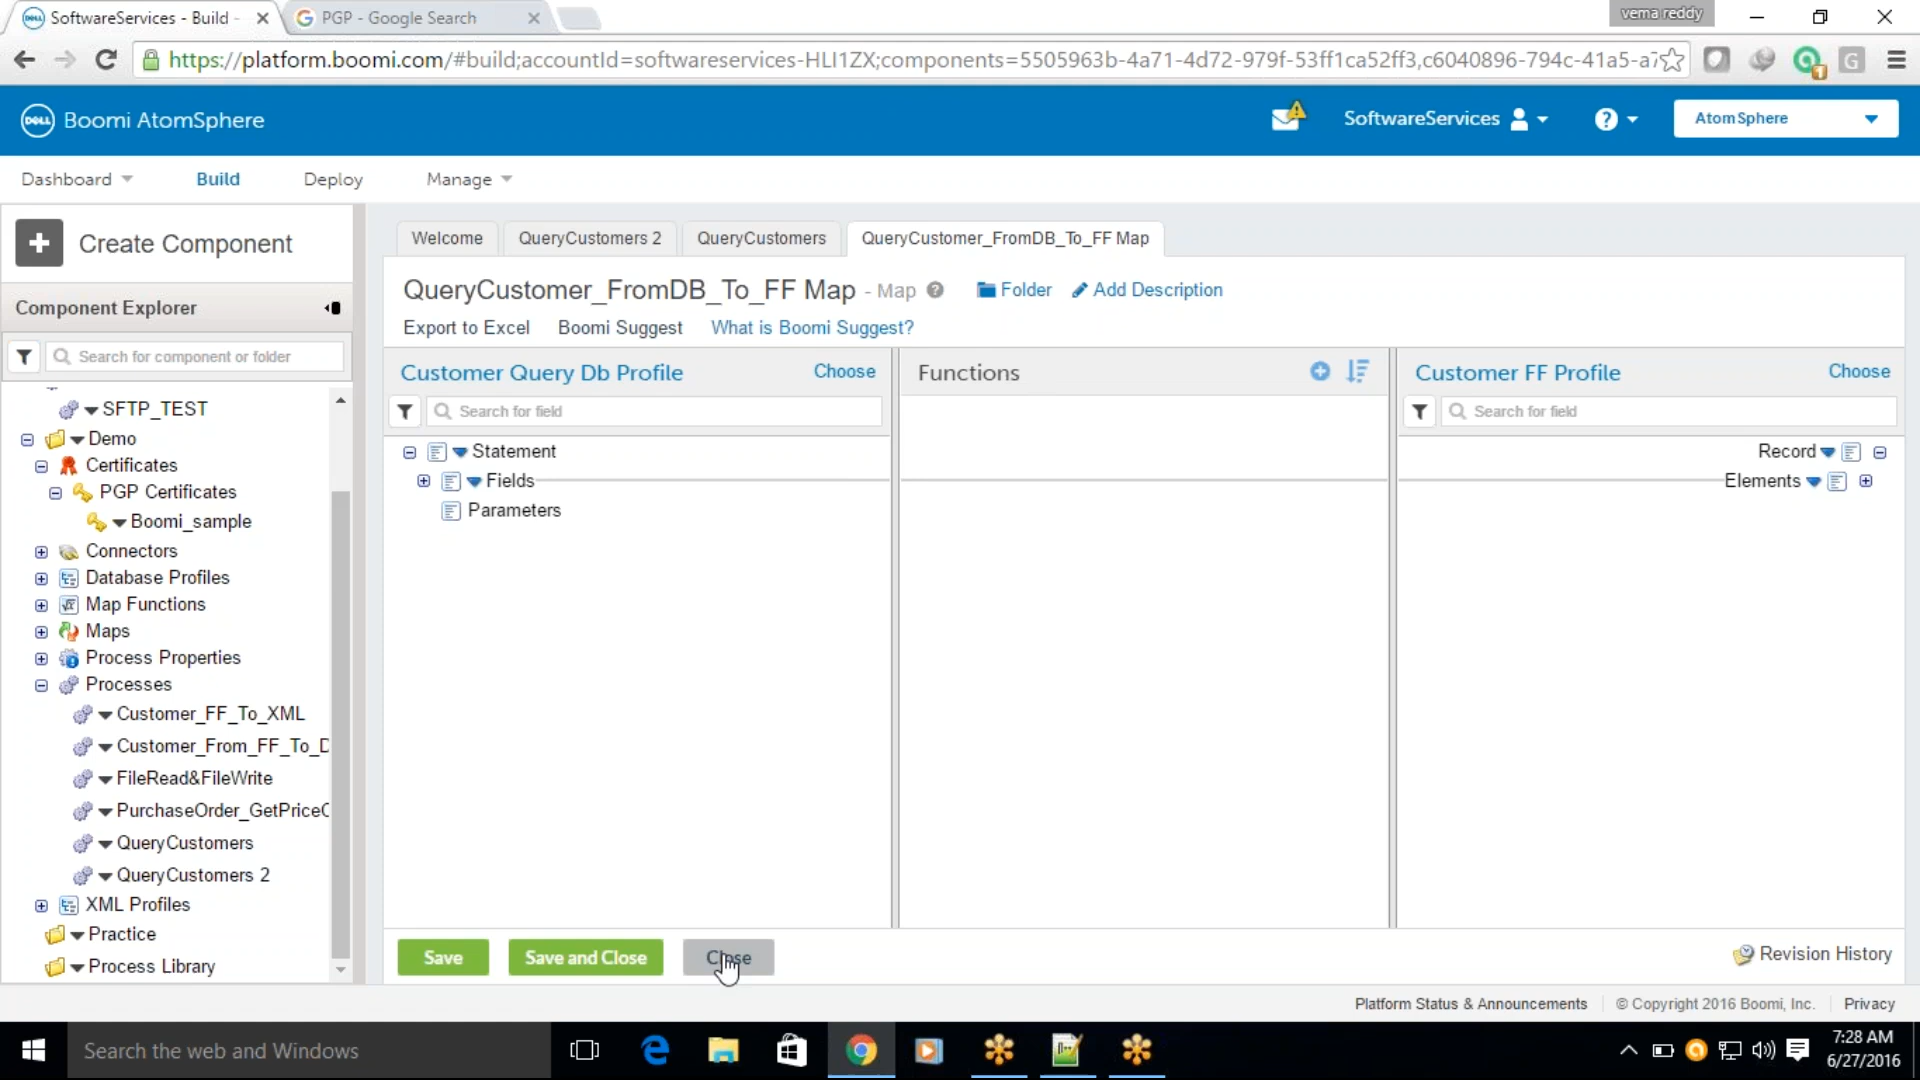 SoftwareServices - Build -
PGP - Google Search
vema reddy
https://platform.boomi.com/#build;accountId=softwareservices-HLI1ZX;components=5505963b-4a71-4d72-979f-53ff1ca52ff3,c6040896-794c-41a5-a7
DELL
Boomi AtomSphere
SoftwareServices
AtomSphere
Dashboard
Build
Deploy
Manage
Create Component
Component Explorer
Search for component or folder
SFTP_TEST
Demo
Certificates
PGP Certificates
Boomi_sample
Connectors
Database Profiles
Map Functions
Maps
Process Properties
Processes
Customer_FF_To_XML
Customer_From_FF_To_D
FileRead&FileWrite
PurchaseOrder_GetPriceC
QueryCustomers
QueryCustomers 2
XML Profiles
Practice
Process Library
Welcome
QueryCustomers 2
QueryCustomers
QueryCustomer_FromDB_To_FF Map
QueryCustomer_FromDB_To_FF Map - Map
Folder
Add Description
Export to Excel
Boomi Suggest
What is Boomi Suggest?
Customer Query Db Profile
Choose
Search for field
Statement
Fields
Parameters
Functions
Customer FF Profile
Choose
Search for field
Record
Elements
Save
Save and Close
Close
Revision History
Platform Status & Announcements
© Copyright 2016 Boomi, Inc.
Privacy
Search the web and Windows
7:28 AM
6/27/2016